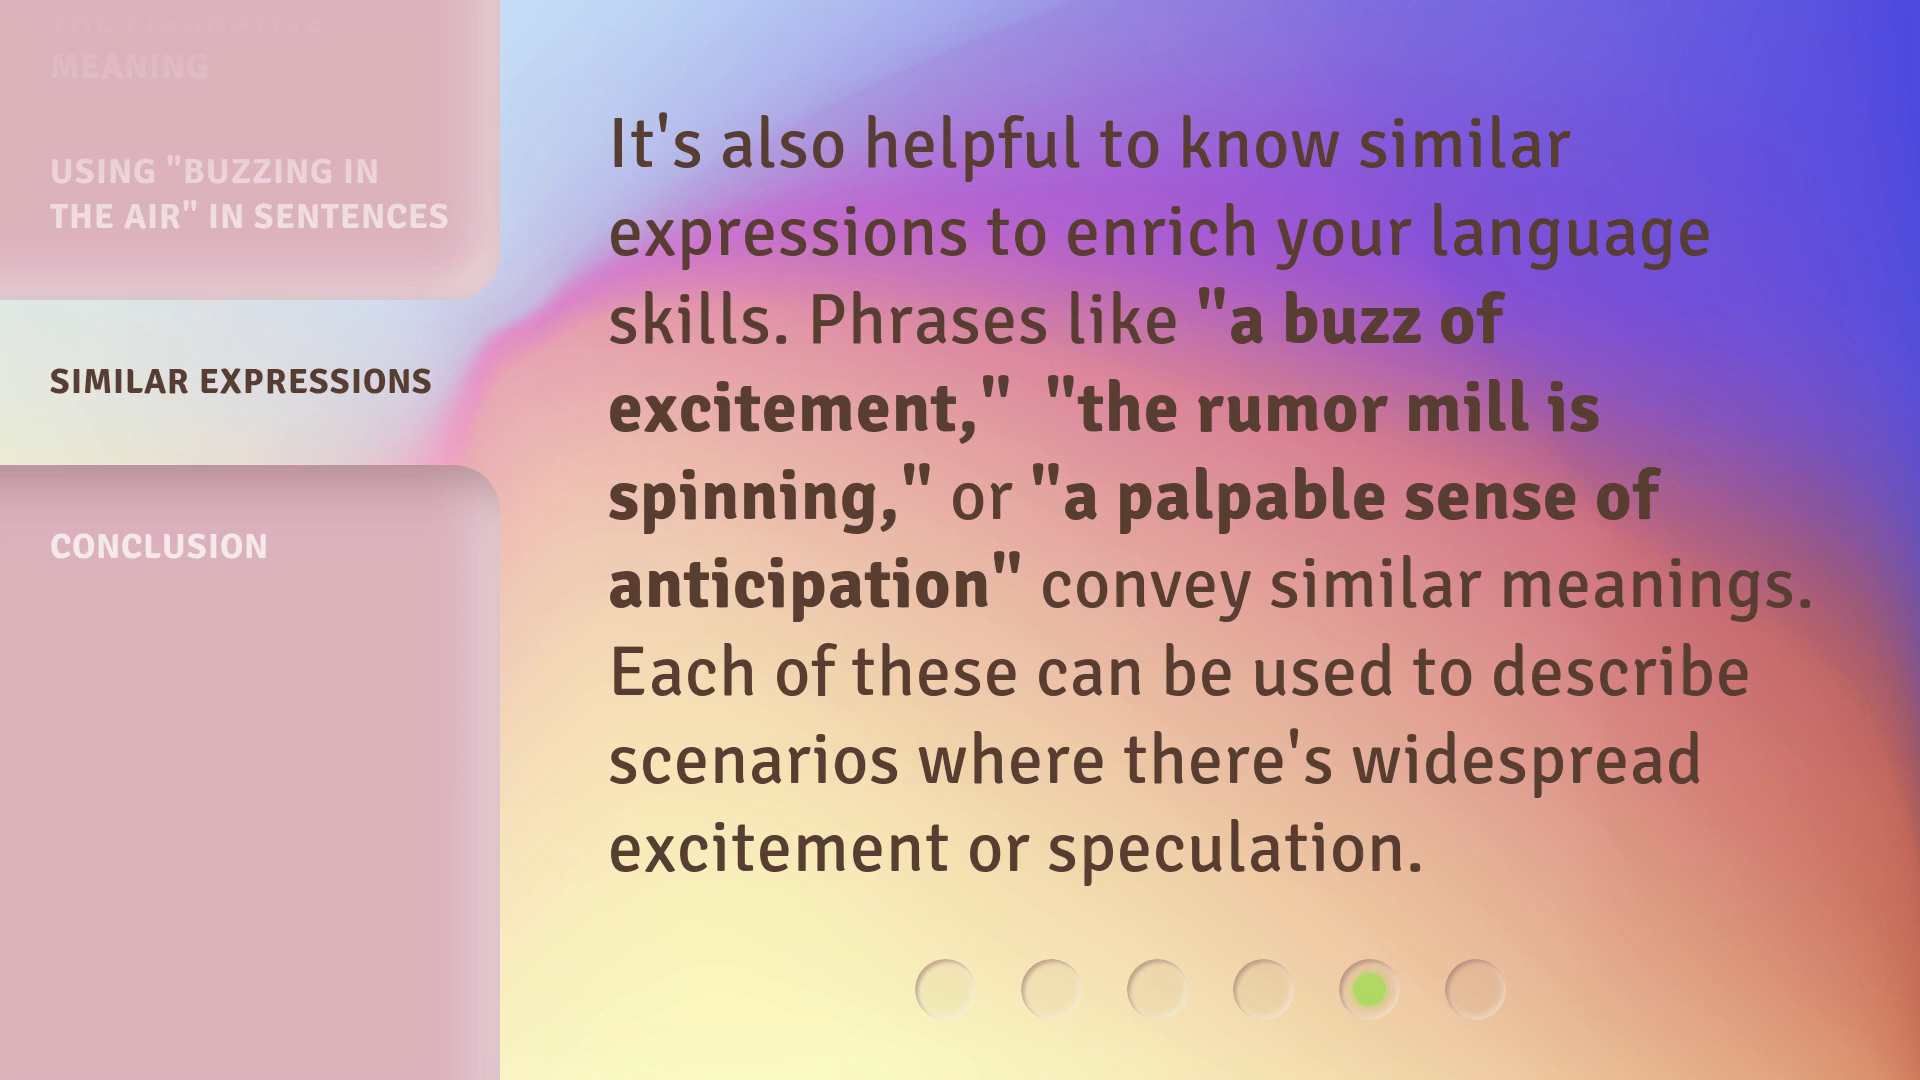 THE FIGURATIVE
MEANING
USING "BUZZING IN
THE AIR" IN SENTENCES
SIMILAR EXPRESSIONS
CONCLUSION
It's also helpful to know similar
expressions to enrich your language
skills. Phrases like "a buzz of
excitement," "the rumor mill is
spinning," or "a palpable sense of
anticipation" convey similar meanings.
Each of these can be used to describe
scenarios where there's widespread
excitement or speculation.